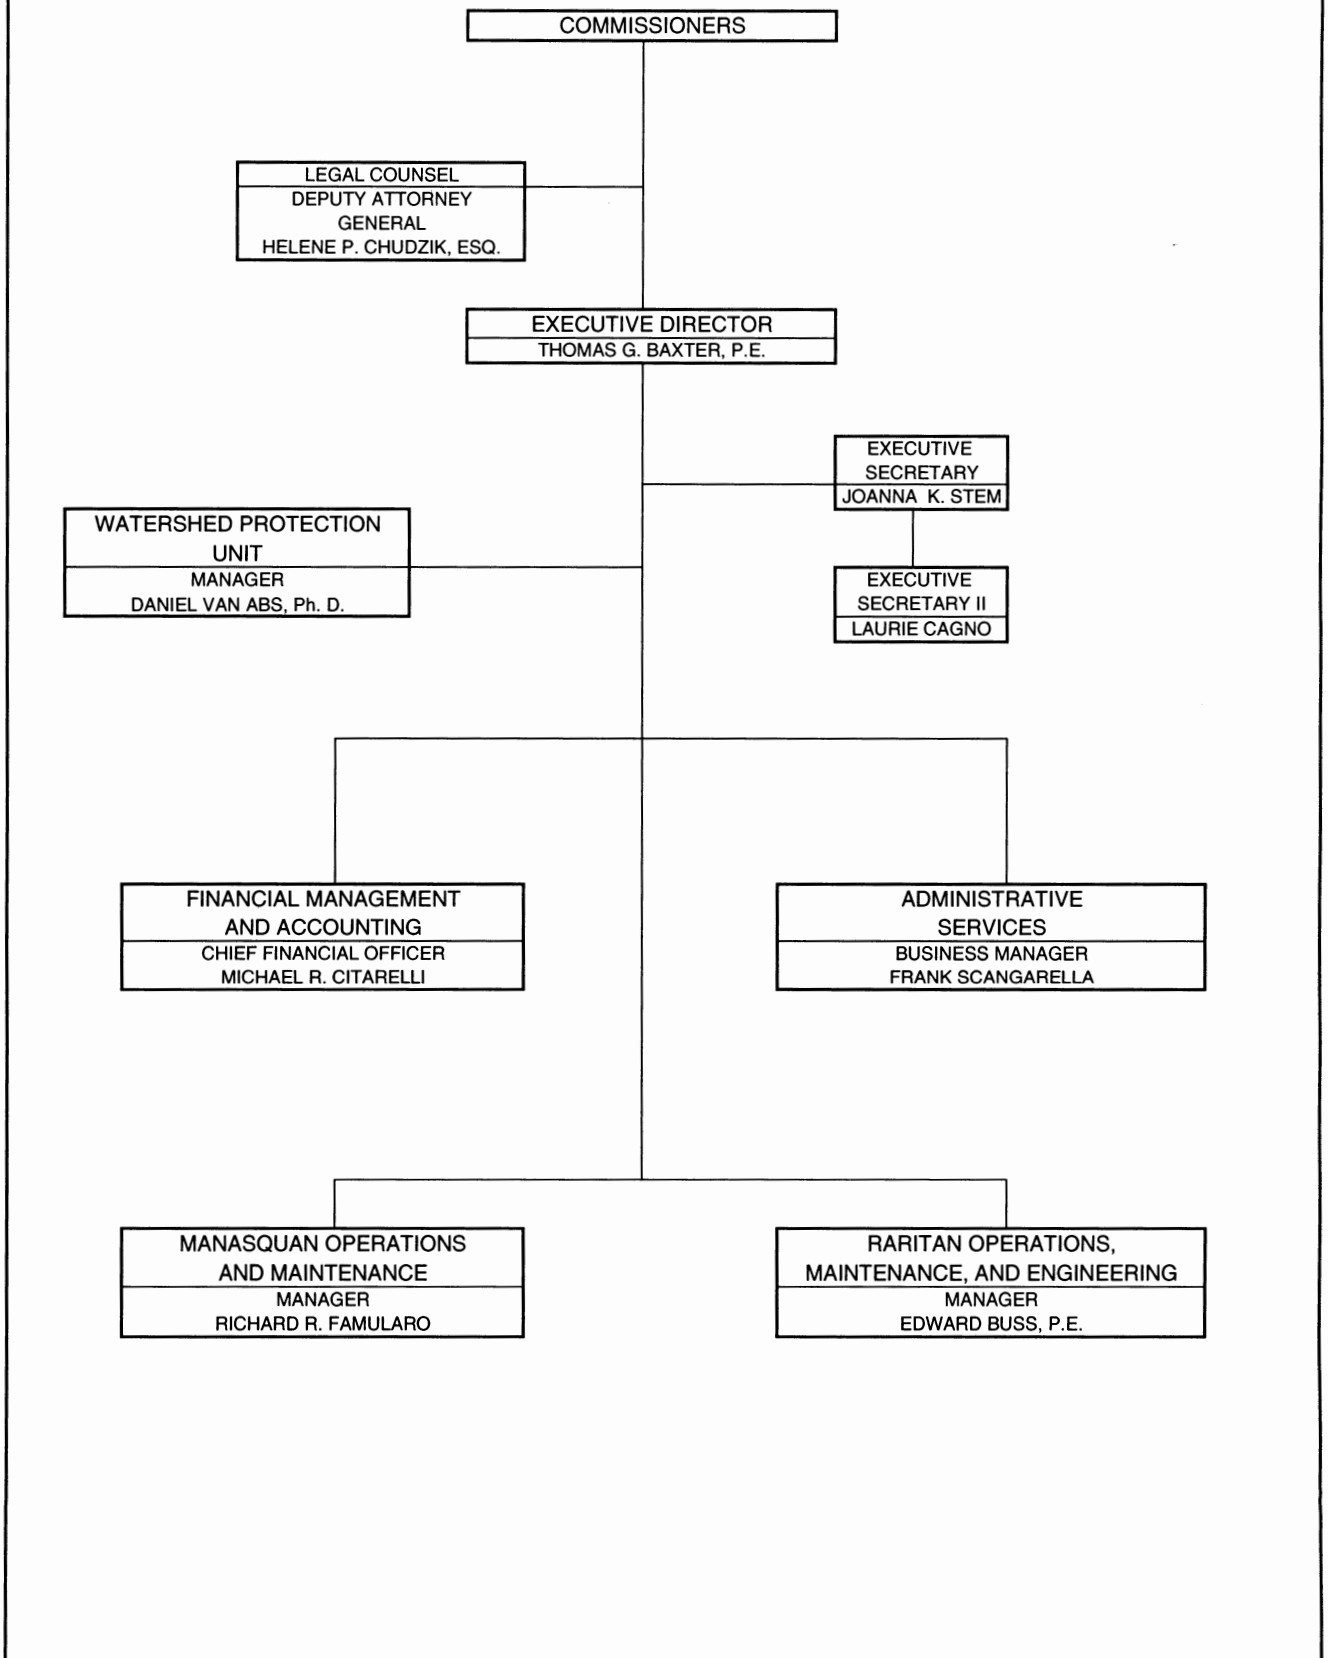 COMMISSIONERS
LEGAL COUNSEL
DEPUTY ATTORNEY
GENERAL
HELENE P. CHUDZIK, ESQ.
EXECUTIVE DIRECTOR
THOMAS G. BAXTER, P.E.
EXECUTIVE
SECRETARY
JOANNA K. STEM
WATERSHED PROTECTION
UNIT
MANAGER
DANIEL VAN ABS, Ph. D.
EXECUTIVE
SECRETARY II
LAURIE CAGNO
FINANCIAL MANAGEMENT
AND ACCOUNTING
CHIEF FINANCIAL OFFICER
MICHAEL R. CITARELLI
ADMINISTRATIVE
SERVICES
BUSINESS MANAGER
FRANK SCANGARELLA
MANASQUAN OPERATIONS
AND MAINTENANCE
MANAGER
RICHARD R. FAMULARO
RARITAN OPERATIONS,
MAINTENANCE, AND ENGINEERING
MANAGER
EDWARD BUSS, P.E.